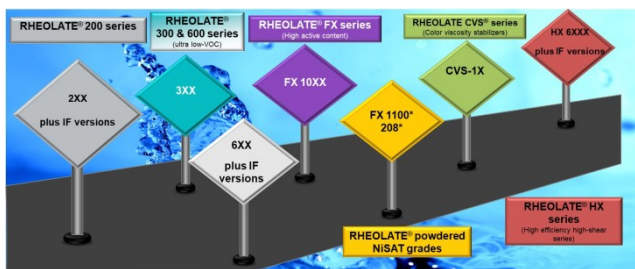 RHEOLATE® 200 series
RHEOLATE®
300 & 600 series
(ultra low-VOC)
RHEOLATE® FX series
(High active content)
RHEOLATE CVS® series
(Color viscosity stabilizers)
HX 6XXX
plus IF versions
2XX
plus IF versions
3XX
6XX
plus IF
versions
FX 10XX
FX 1100*
208*
CVS-1X
RHEOLATE® powdered
NiSAT grades
RHEOLATE® HX
series
(High efficiency high-shear
series)